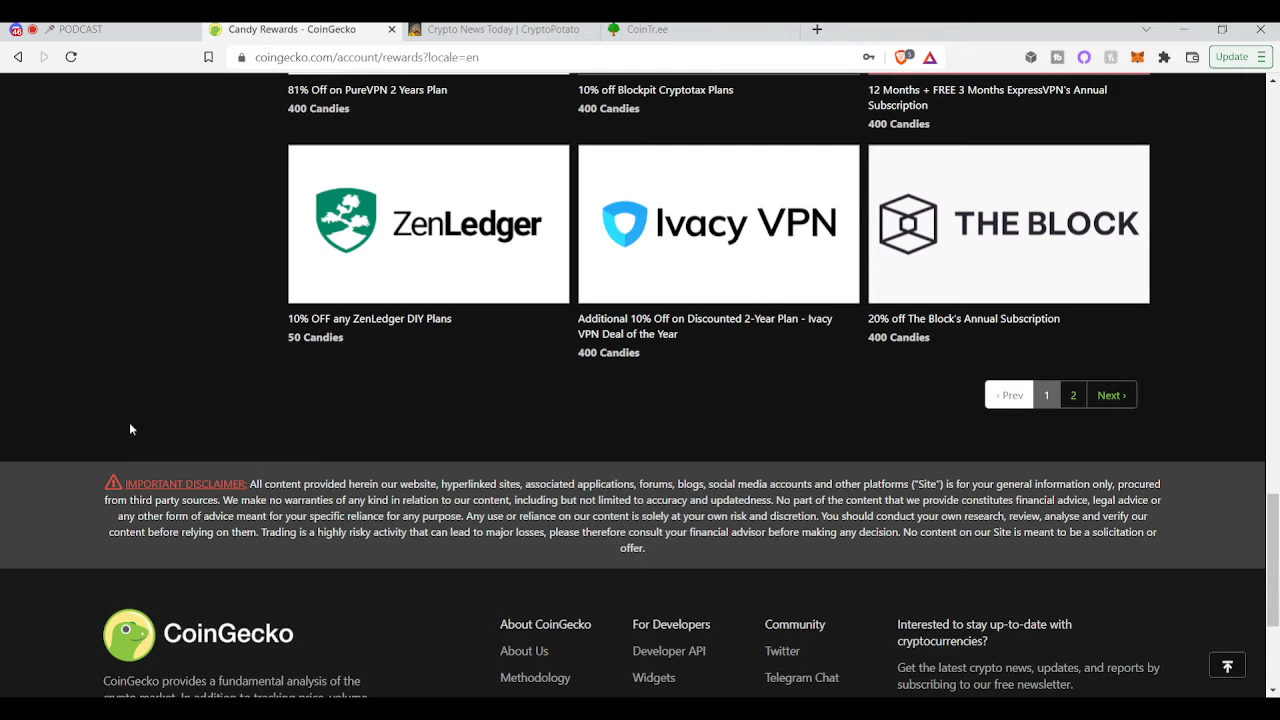 PODCAST
Candy Rewards - CoinGecko
Crypto News Today | CryptoPotato
CoinTree
coingecko.com/account/rewards?locale=en
Update
81% Off on PureVPN 2 Years Plan
400 Candies
10% off Blockpit Cryptotax Plans
400 Candies
12 Months + FREE 3 Months ExpressVPN's Annual
Subscription
400 Candies
ZenLedger
Ivacy VPN
THE BLOCK
10% OFF any ZenLedger DIY Plans
50 Candies
Additional 10% Off on Discounted 2-Year Plan - Ivacy
VPN Deal of the Year
400 Candies
20% off The Block's Annual Subscription
400 Candies
‹ Prev 1 2 Next ›
IMPORTANT DISCLAIMER: All content provided herein our website, hyperlinked sites, associated applications, forums, blogs, social media accounts and other platforms ("Site") is for your general information only, procured
from third party sources. We make no warranties of any kind in relation to our content, including but not limited to accuracy and updatedness. No part of the content that we provide constitutes financial advice, legal advice or
any other form of advice meant for your specific reliance for any purpose. Any use or reliance on our content is solely at your own risk and discretion. You should conduct your own research, review, analyse and verify our
content before relying on them. Trading is a highly risky activity that can lead to major losses, please therefore consult your financial advisor before making any decision. No content on our Site is meant to be a solicitation or
offer.
CoinGecko
CoinGecko provides a fundamental analysis of the
crypto market. In addition to tracking price, volume
About CoinGecko
About Us
Methodology
For Developers
Developer API
Widgets
Community
Twitter
Telegram Chat
Interested to stay up-to-date with
cryptocurrencies?
Get the latest crypto news, updates, and reports by
subscribing to our free newsletter.